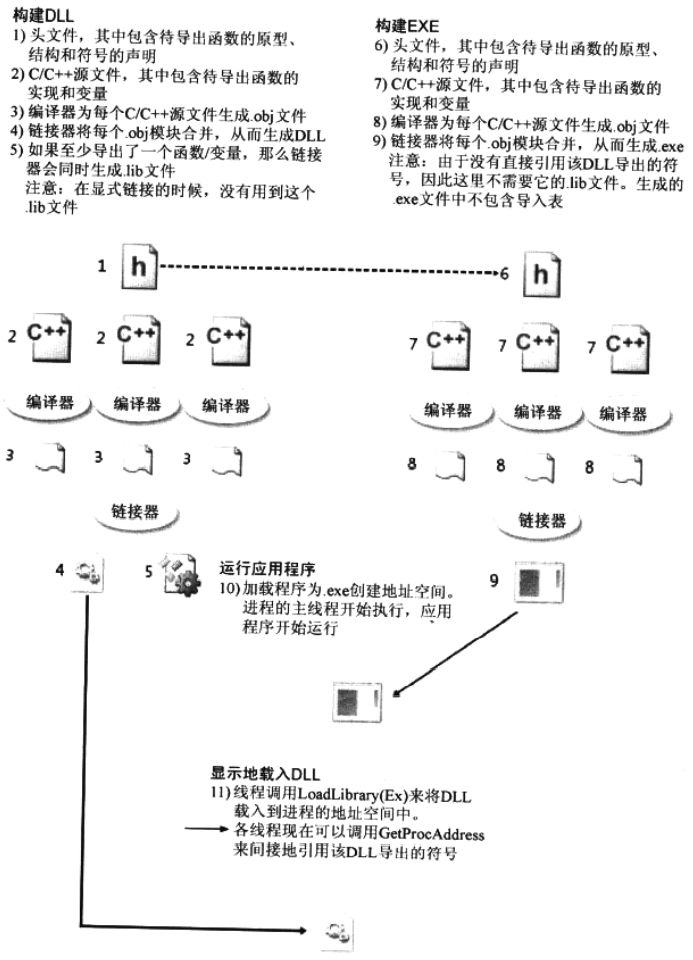 构建DLL
1) 头文件，其中包含待导出函数的原型、
结构和符号的声明
2) C/C++源文件，其中包含待导出函数的
实现和变量
3) 编译器为每个C/C++源文件生成.obj文件
4) 链接器将每个.obj模块合并，从而生成DLL
5) 如果至少导出了一个函数/变量，那么链接
器会同时生成.lib文件
注意：在显式链接的时候，没有用到这个
.lib文件
构建EXE
6) 头文件，其中包含待导出函数的原型、
结构和符号的声明
7) C/C++源文件，其中包含待导出函数的
实现和变量
8) 编译器为每个C/C++源文件生成.obj文件
9) 链接器将每个.obj模块合并，从而生成.exe
注意：由于没有直接引用该DLL导出的符
号，因此这里不需要它的.lib文件。生成的
.exe文件中不包含导入表
1 h
6 h
2 C++ 2 C++ 2 C++
7 C++ 7 C++ 7 C++
编译器 编译器 编译器
编译器 编译器 编译器
3 3 3
8 8 8
链接器
链接器
4 5
9
运行应用程序
10) 加载程序为.exe创建地址空间。
进程的主线程开始执行，应用
程序开始运行
显示地载入DLL
11) 线程调用LoadLibrary(Ex)来将DLL
载入到进程的地址空间中。
各线程现在可以调用GetProcAddress
来间接地引用该DLL导出的符号